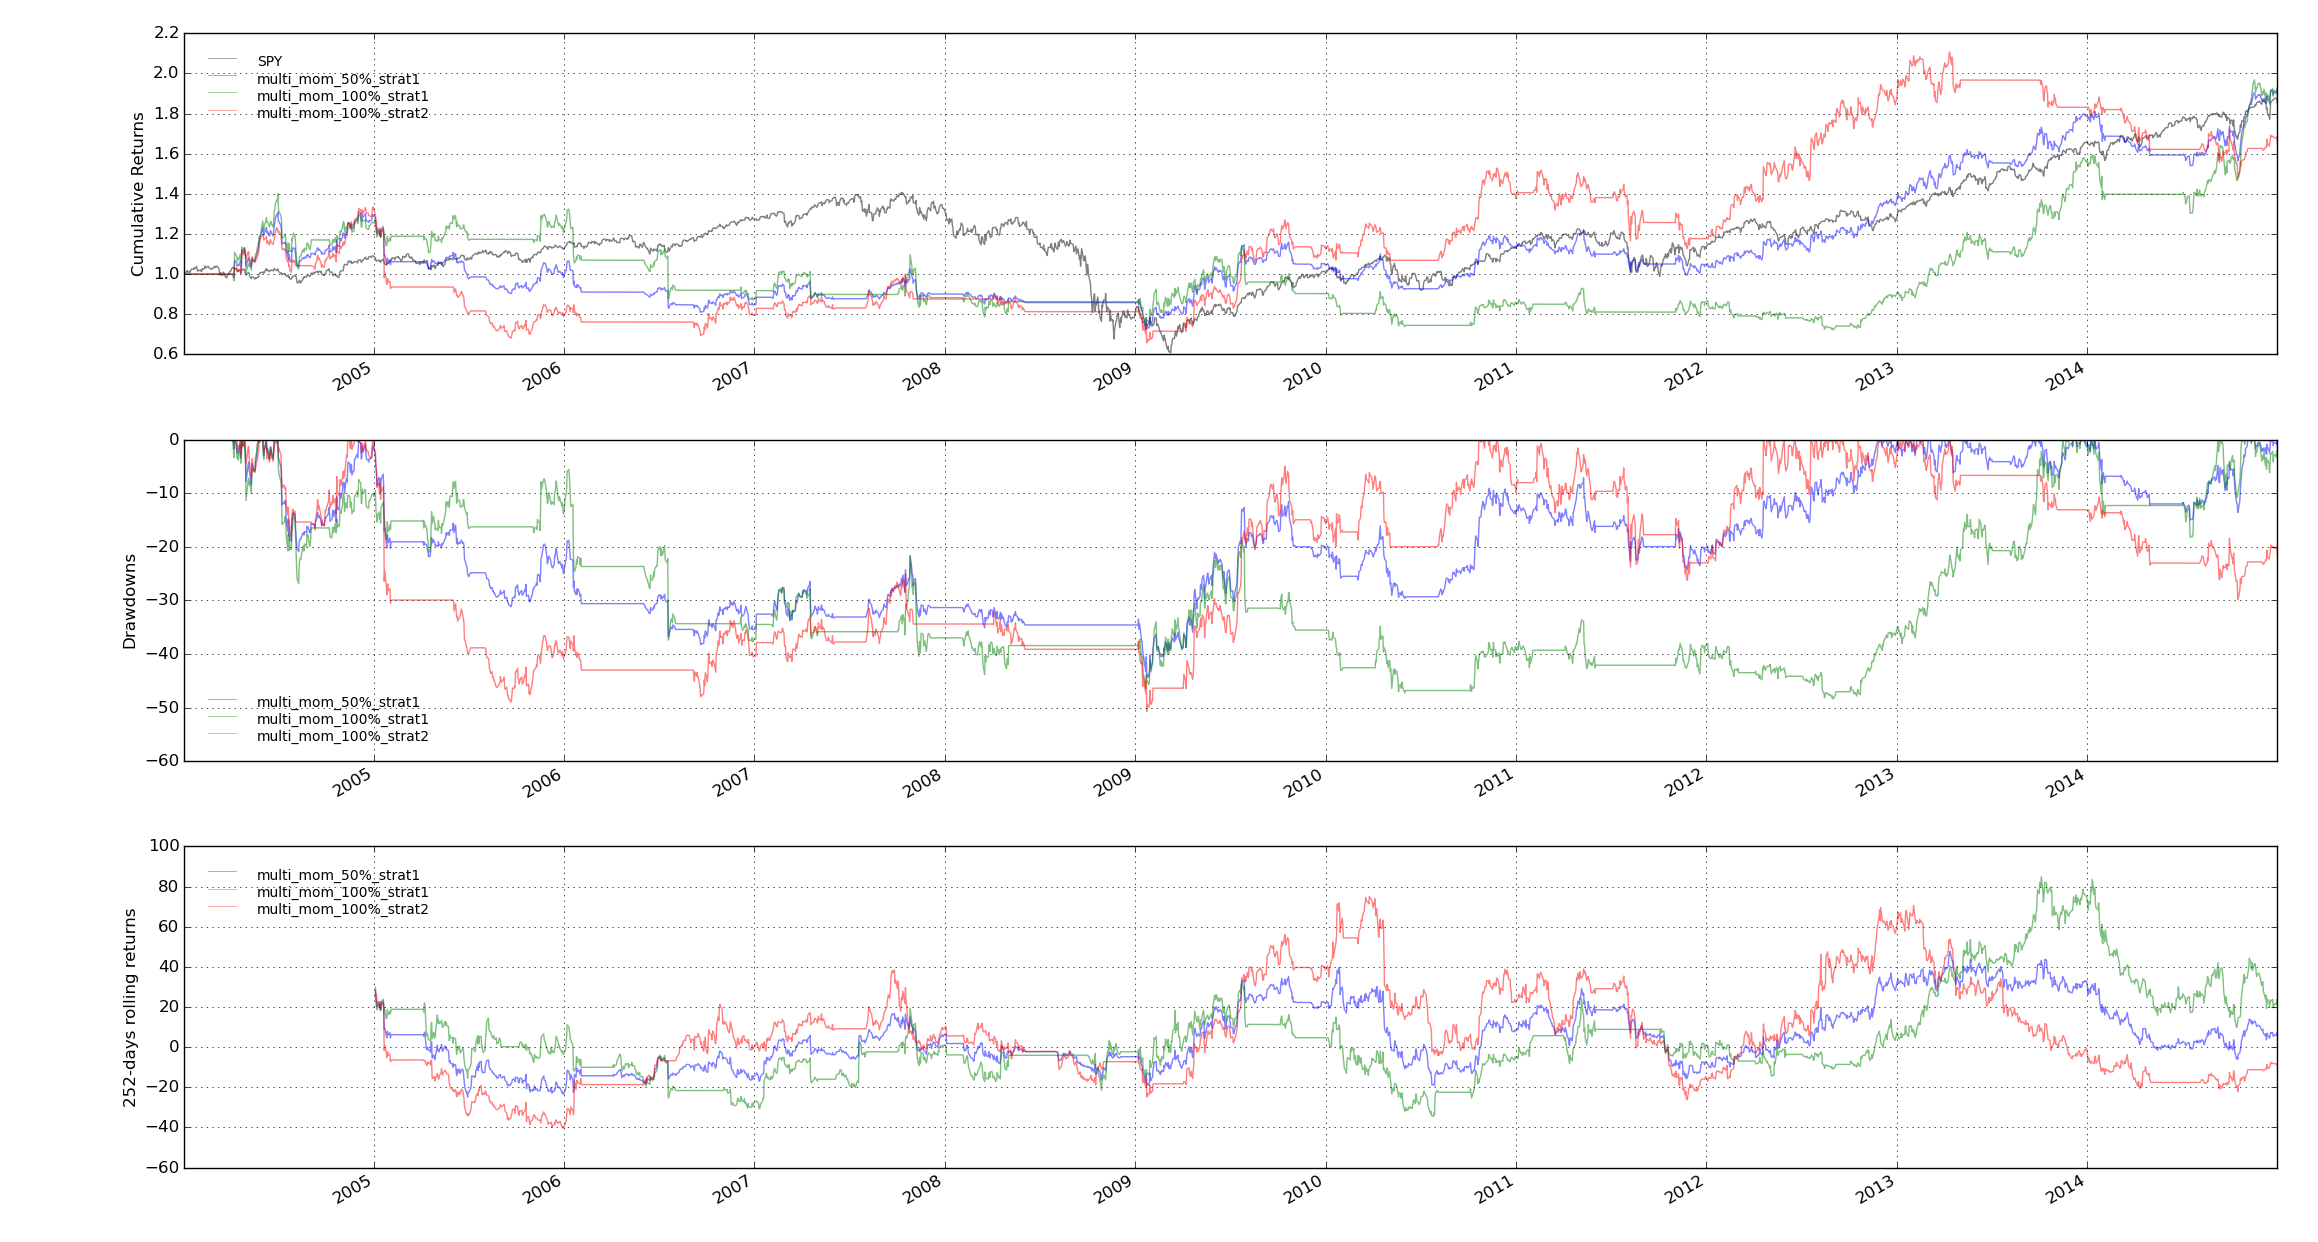 Cumulative Returns
2.2
2.0
1.8
1.6
1.4
1.2
1.0
0.8
0.6
SPY
multi_mom_50%_strat1
multi_mom_100%_strat1
multi_mom_100%_strat2
2005 2006 2007 2008 2009 2010 2011 2012 2013 2014
Drawdowns
0
−10
−20
−30
−40
−50
−60
multi_mom_50%_strat1
multi_mom_100%_strat1
multi_mom_100%_strat2
2005 2006 2007 2008 2009 2010 2011 2012 2013 2014
252-days rolling returns
100
80
60
40
20
0
−20
−40
−60
multi_mom_50%_strat1
multi_mom_100%_strat1
multi_mom_100%_strat2
2005 2006 2007 2008 2009 2010 2011 2012 2013 2014